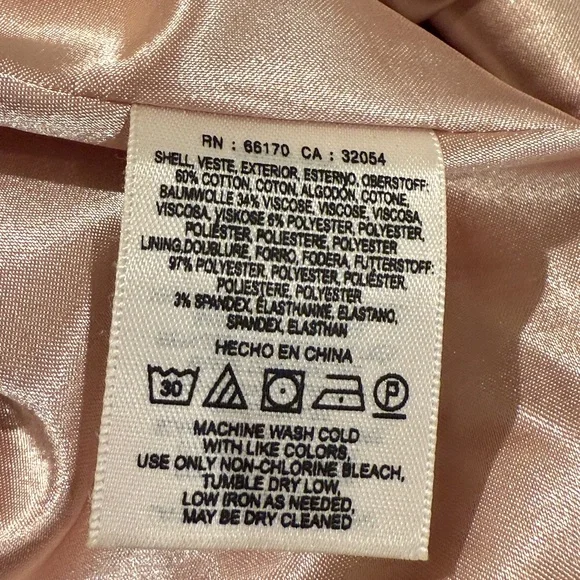 RN : 66170 CA : 32054
SHELL, VESTE, EXTERIOR, ESTERNO, OBERSTOFF:
60% COTTON, COTON, ALGODON, COTONE,
BAUMWOLLE 34% VISCOSE, VISCOSE, VISCOSA,
VISCOSA, VISKOSE 6% POLYESTER, POLYESTER,
POLIÉSTER, POLIESTERE, POLYESTER
LINING,DOUBLURE, FORRO, FODERA, FUTTERSTOFF:
97% POLYESTER, POLYESTER, POLIÉSTER,
POLIESTERE, POLYESTER
3% SPANDEX, ELASTHANNE, ELASTANO,
SPANDEX, ELASTHAN
HECHO EN CHINA
30 P
MACHINE WASH COLD
WITH LIKE COLORS,
USE ONLY NON-CHLORINE BLEACH,
TUMBLE DRY LOW,
LOW IRON AS NEEDED,
MAY BE DRY CLEANED